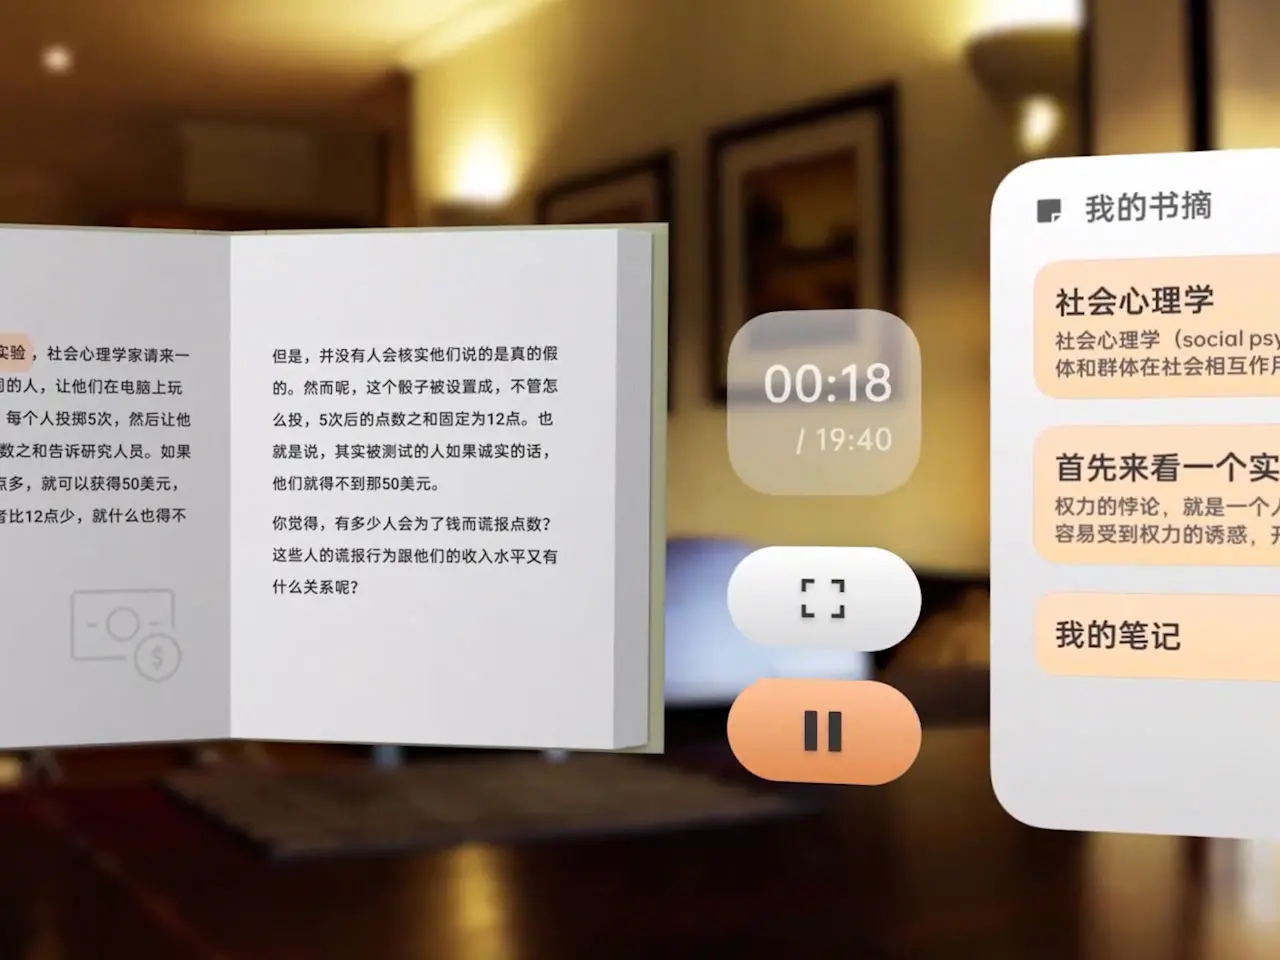 实验，社会心理学家请来一
同的人，让他们在电脑上玩
每个人投掷5次，然后让他
数之和告诉研究人员。如果
点多，就可以获得50美元，
者比12点少，就什么也得不
$
但是，并没有人会核实他们说的是真的假
的。然而呢，这个骰子被设置成，不管怎
么投，5次后的点数之和固定为12点。也
就是说，其实被测试的人如果诚实的话，
他们就得不到那50美元。
你觉得，有多少人会为了钱而谎报点数？
这些人的谎报行为跟他们的收入水平又有
什么关系呢？
00:18
/ 19:40
我的书摘
社会心理学
社会心理学（social psy
体和群体在社会相互作用
首先来看一个实
权力的悖论，就是一个人
容易受到权力的诱惑，
我的笔记